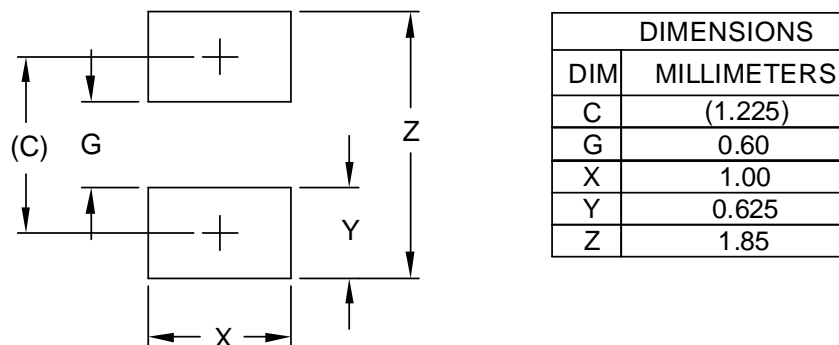 (C)
G
Z
Y
X
DIMENSIONS
DIM MILLIMETERS
C (1.225)
G 0.60
X 1.00
Y 0.625
Z 1.85